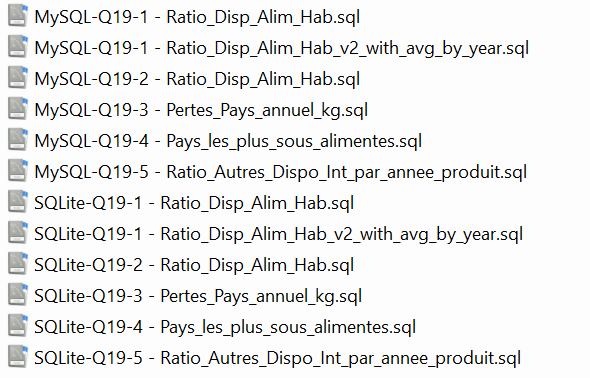 MySQL-Q19-1 - Ratio_Disp_Alim_Hab.sql
MySQL-Q19-1 - Ratio_Disp_Alim_Hab_v2_with_avg_by_year.sql
MySQL-Q19-2 - Ratio_Disp_Alim_Hab.sql
MySQL-Q19-3 - Pertes_Pays_annuel_kg.sql
MySQL-Q19-4 - Pays_les_plus_sous_alimentes.sql
MySQL-Q19-5 - Ratio_Autres_Dispo_Int_par_annee_produit.sql
SQLite-Q19-1 - Ratio_Disp_Alim_Hab.sql
SQLite-Q19-1 - Ratio_Disp_Alim_Hab_v2_with_avg_by_year.sql
SQLite-Q19-2 - Ratio_Disp_Alim_Hab.sql
SQLite-Q19-3 - Pertes_Pays_annuel_kg.sql
SQLite-Q19-4 - Pays_les_plus_sous_alimentes.sql
SQLite-Q19-5 - Ratio_Autres_Dispo_Int_par_annee_produit.sql